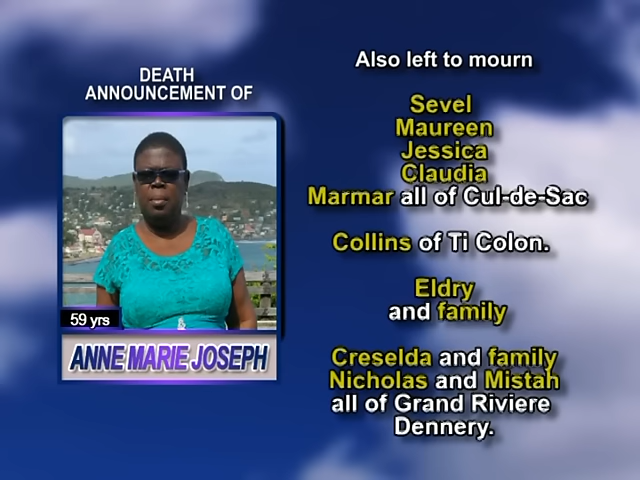 DEATH
ANNOUNCEMENT OF
59 yrs
ANNE MARIE JOSEPH
Also left to mourn
Sevel
Maureen
Jessica
Claudia
Marmar all of Cul-de-Sac
Collins of Ti Colon.
Eldry
and family
Creselda and family
Nicholas and Mistah
all of Grand Riviere
Dennery.